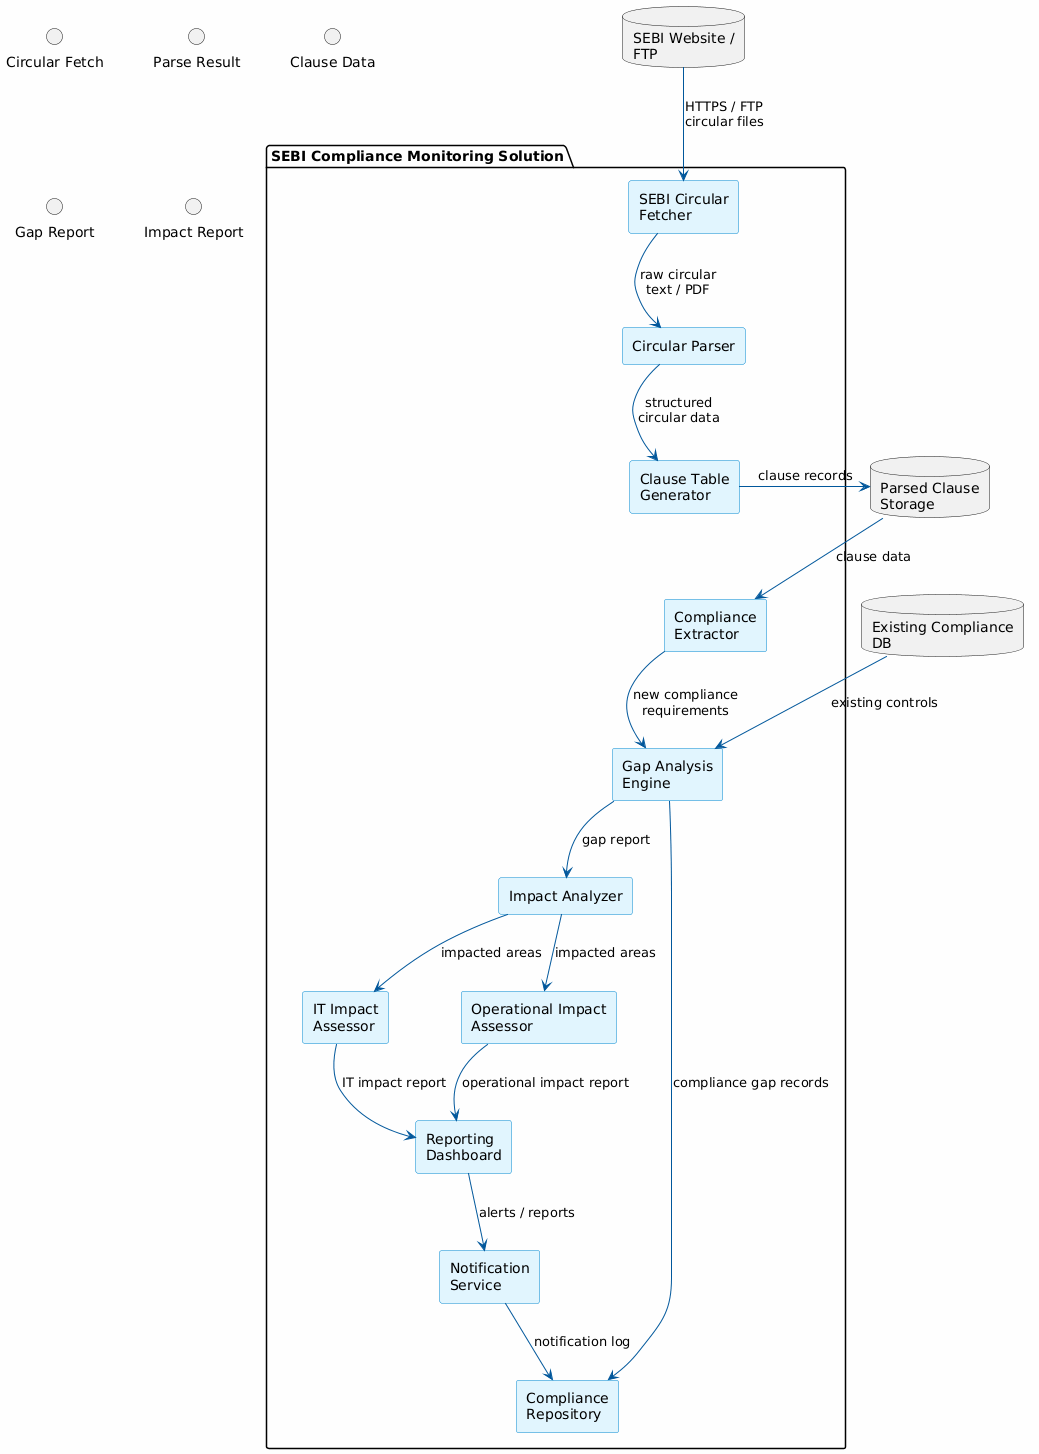 Circular Fetch
Parse Result
Clause Data
SEBI Website /
FTP
HTTPS / FTP
circular files
SEBI Compliance Monitoring Solution
SEBI Circular
Fetcher
Gap Report
Impact Report
raw circular
text / PDF
Circular Parser
structured
circular data
Clause Table
Generator
clause records
Parsed Clause
Storage
clause data
Compliance
Extractor
Existing Compliance
DB
new compliance
requirements
existing controls
Gap Analysis
Engine
gap report
Impact Analyzer
impacted areas
impacted areas
IT Impact
Assessor
Operational Impact
Assessor
IT impact report
operational impact report
compliance gap records
Reporting
Dashboard
alerts / reports
Notification
Service
notification log
Compliance
Repository